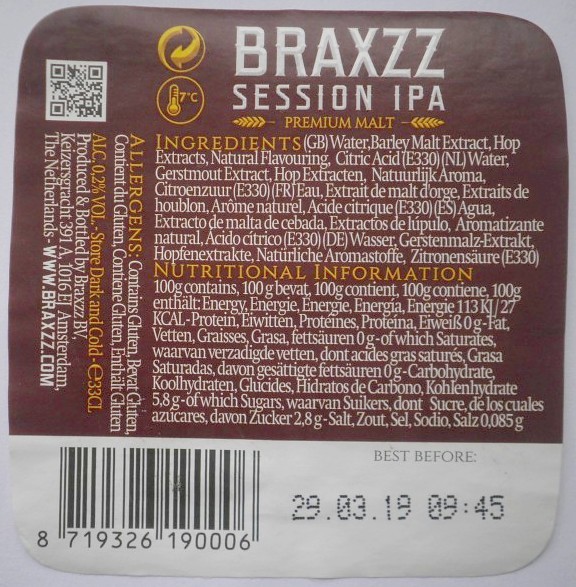 BRAXZZ
SESSION IPA
PREMIUM MALT
7°C
INGREDIENTS (GB) Water, Barley Malt Extract, Hop
Extracts, Natural Flavouring, Citric Acid (E330) (NL) Water,
Gerstmout Extract, Hop Extracten, Natuurlijk Aroma,
Citroenzuur (E330) (FR) Eau, Extrait de malt d'orge, Extraits de
houblon, Arôme naturel, Acide citrique (E330) (ES) Agua,
Extracto de malta de cebada, Extractos de lúpulo, Aromatizante
natural, Acido cítrico (E330) (DE) Wasser, Gerstenmalz-Extrakt,
Hopfenextrakte, Natürliche Aromastoffe, Zitronensäure (E330)
NUTRITIONAL INFORMATION
100g contains, 100 g bevat, 100g contient, 100g contiene, 100g
enthält: Energy, Energie, Energie, Energia, Energie 113 KJ / 27
KCAL - Protein, Eiwitten, Protéines, Proteína, Eiweiß 0 g - Fat,
Vetten, Graisses, Grasa, fettsäuren 0 g - of which Saturates,
waarvan verzadigde vetten, dont acides gras saturés, Grasa
Saturadas, davon gesättigte fettsäuren 0 g - Carbohydrate,
Koolhydraten, Glucides, Hidratos de Carbono, Kohlenhydrate
5,8 g - of which Sugars, waarvan Suikers, dont Sucre, de los cuales
azucares, davon Zucker 2,8 g - Salt, Zout, Sel, Sodio, Salz 0,085 g
ALLERGENS: Contains Gluten, Bevat Gluten,
Contient du Gluten, Contiene Gluten, Enthält Gluten
ALC. 0,2% VOL. - Store Dark and Cold - ℮33CL
Produced & Bottled by Braxzz BV,
Keizersgracht 391 A, 1016 EJ Amsterdam,
The Netherlands - WWW.BRAXZZ.COM
BEST BEFORE:
29.03.19 09:45
8 719326 190006